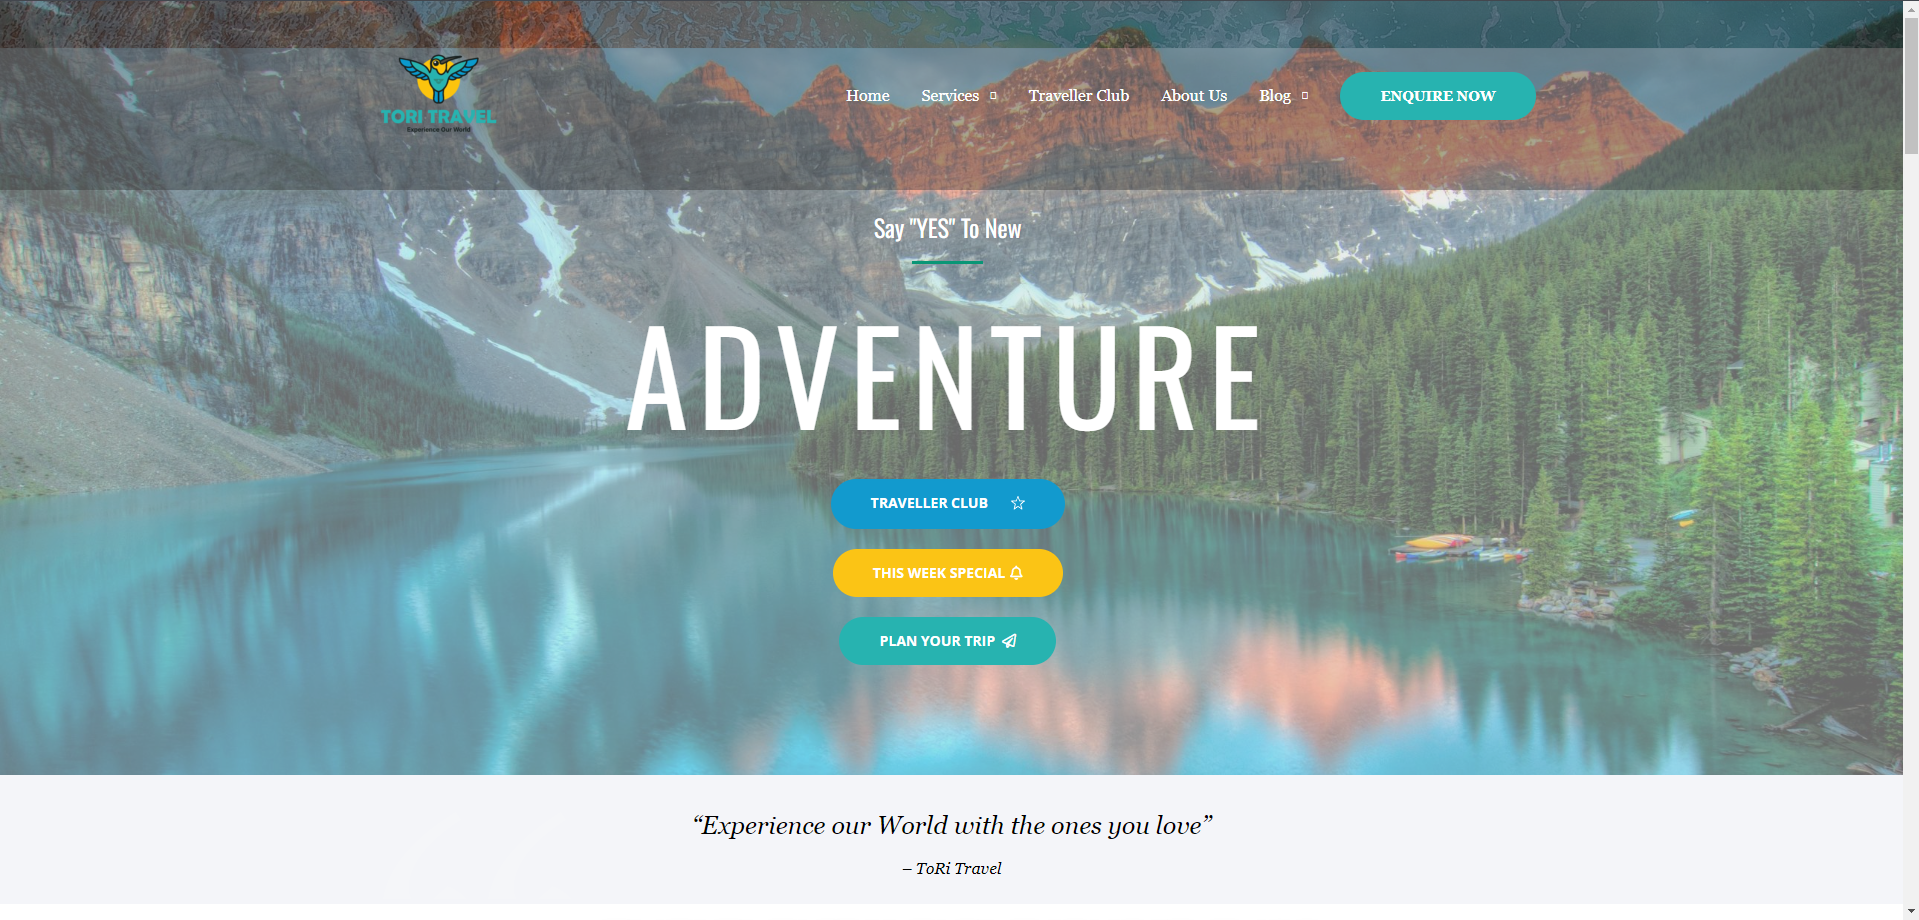 TORI TRAVEL
Experience Our World
Home Services Traveller Club About Us Blog ENQUIRE NOW
Say "YES" To New
ADVENTURE
TRAVELLER CLUB
THIS WEEK SPECIAL
PLAN YOUR TRIP
“Experience our World with the ones you love”
– ToRi Travel